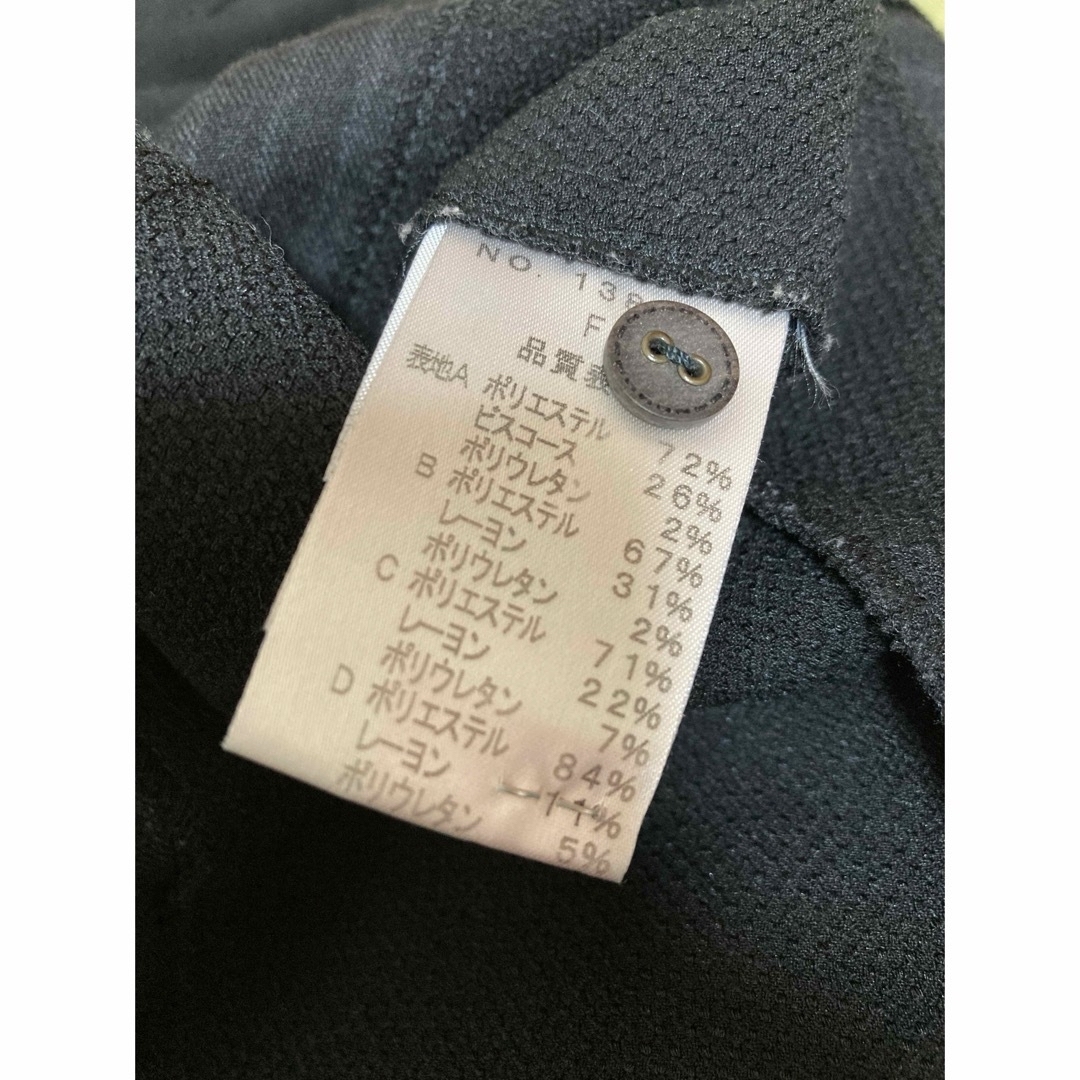 NO. 138
F
品質表
表地A ポリエステル 72%
ビスコース 26%
ポリウレタン 2%
B ポリエステル 67%
レーヨン 31%
ポリウレタン 2%
C ポリエステル 71%
レーヨン 22%
ポリウレタン 7%
D ポリエステル 84%
レーヨン 11%
ポリウレタン 5%